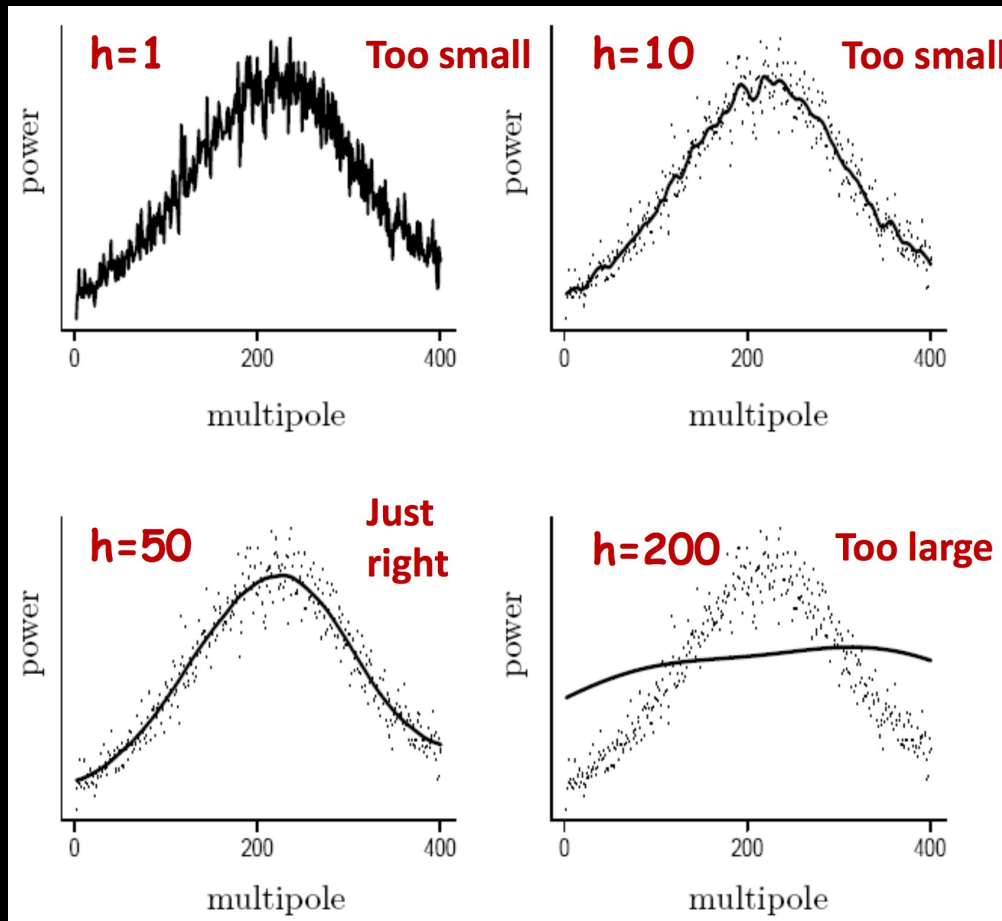 h=1
Too small
power
0
200
400
multipole
h=10
Too small
power
0
200
400
multipole
h=50
Just
right
power
0
200
400
multipole
h=200
Too large
power
0
200
400
multipole